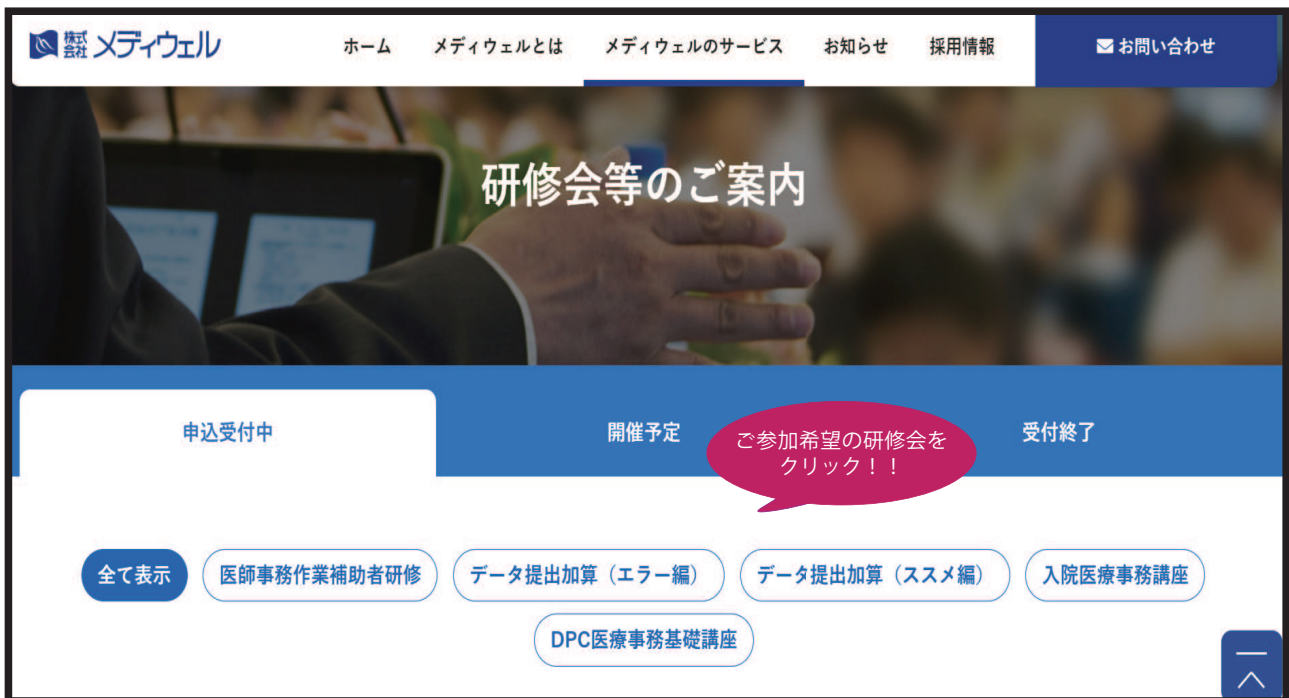 株式会社 メディウェル
ホーム メディウェルとは メディウェルのサービス お知らせ 採用情報 お問い合わせ
研修会等のご案内
申込受付中 開催予定 受付終了
ご参加希望の研修会を
クリック！！
全て表示 医師事務作業補助者研修 データ提出加算（エラー編） データ提出加算（ススメ編） 入院医療事務講座
DPC医療事務基礎講座